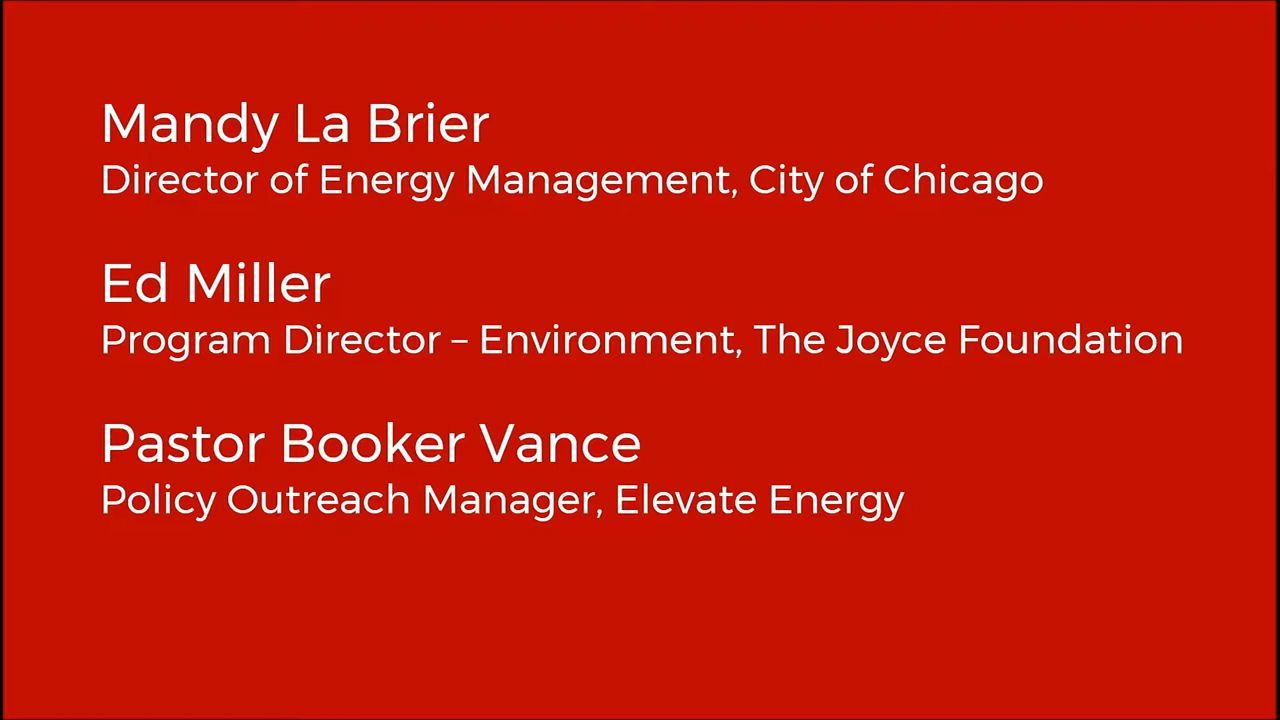 Mandy La Brier
Director of Energy Management, City of Chicago
Ed Miller
Program Director – Environment, The Joyce Foundation
Pastor Booker Vance
Policy Outreach Manager, Elevate Energy